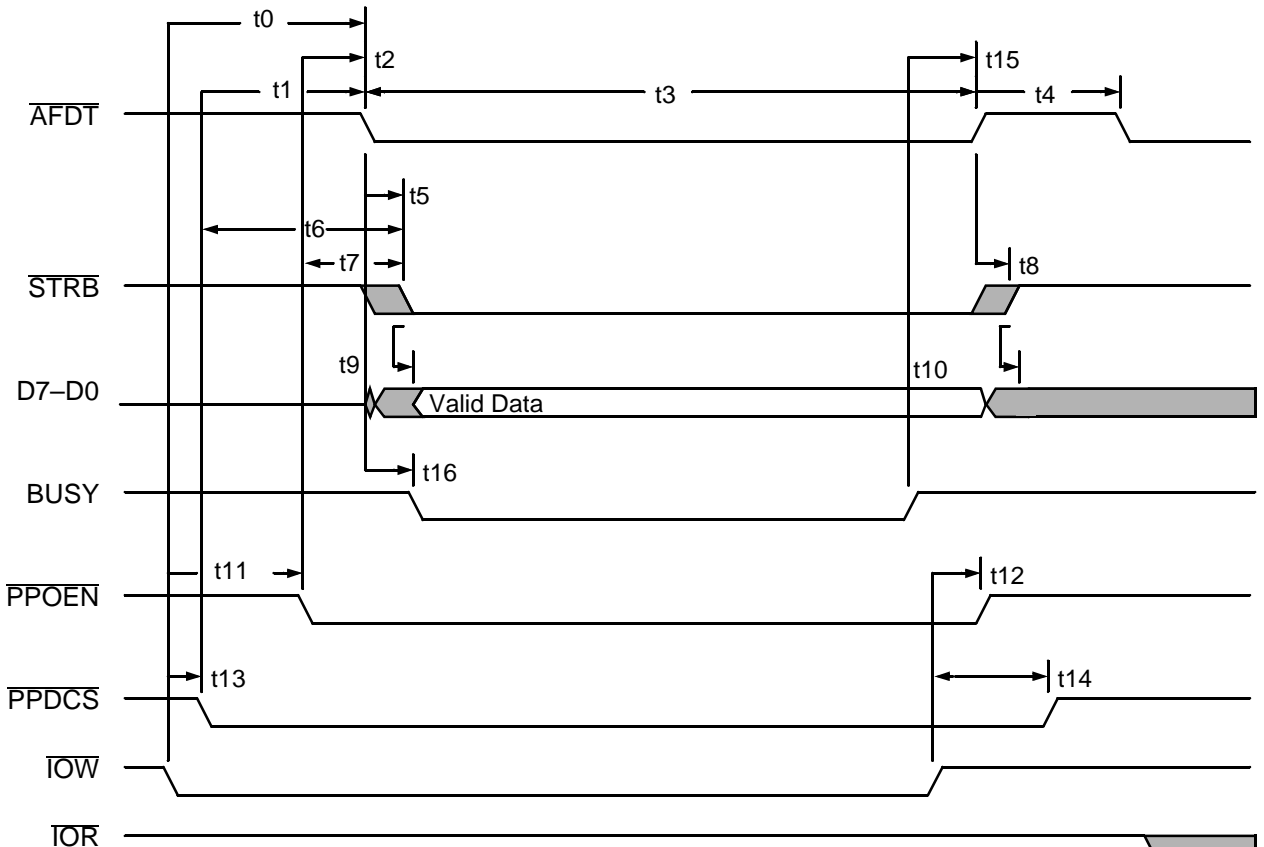 t0
t2
t15
t1
t3
t4
AFDT
t5
t6
t7
t8
STRB
t9
t10
D7–D0
Valid Data
t16
BUSY
t11
t12
PPOEN
t13
t14
PPDCS
IOW
IOR